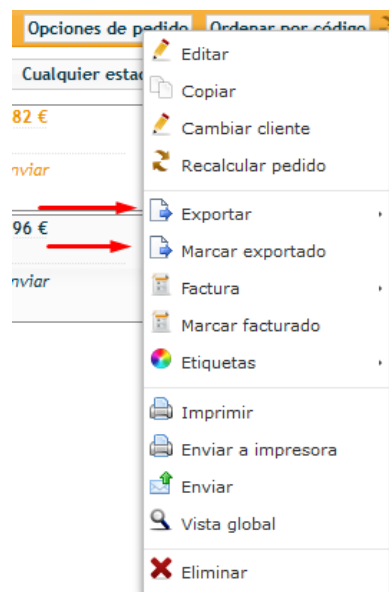 Opciones de pedido Ordenar por código
Cualquier esta
82 €
nviar
96 €
nviar
Editar
Copiar
Cambiar cliente
Recalcular pedido
Exportar
Marcar exportado
Factura
Marcar facturado
Etiquetas
Imprimir
Enviar a impresora
Enviar
Vista global
Eliminar